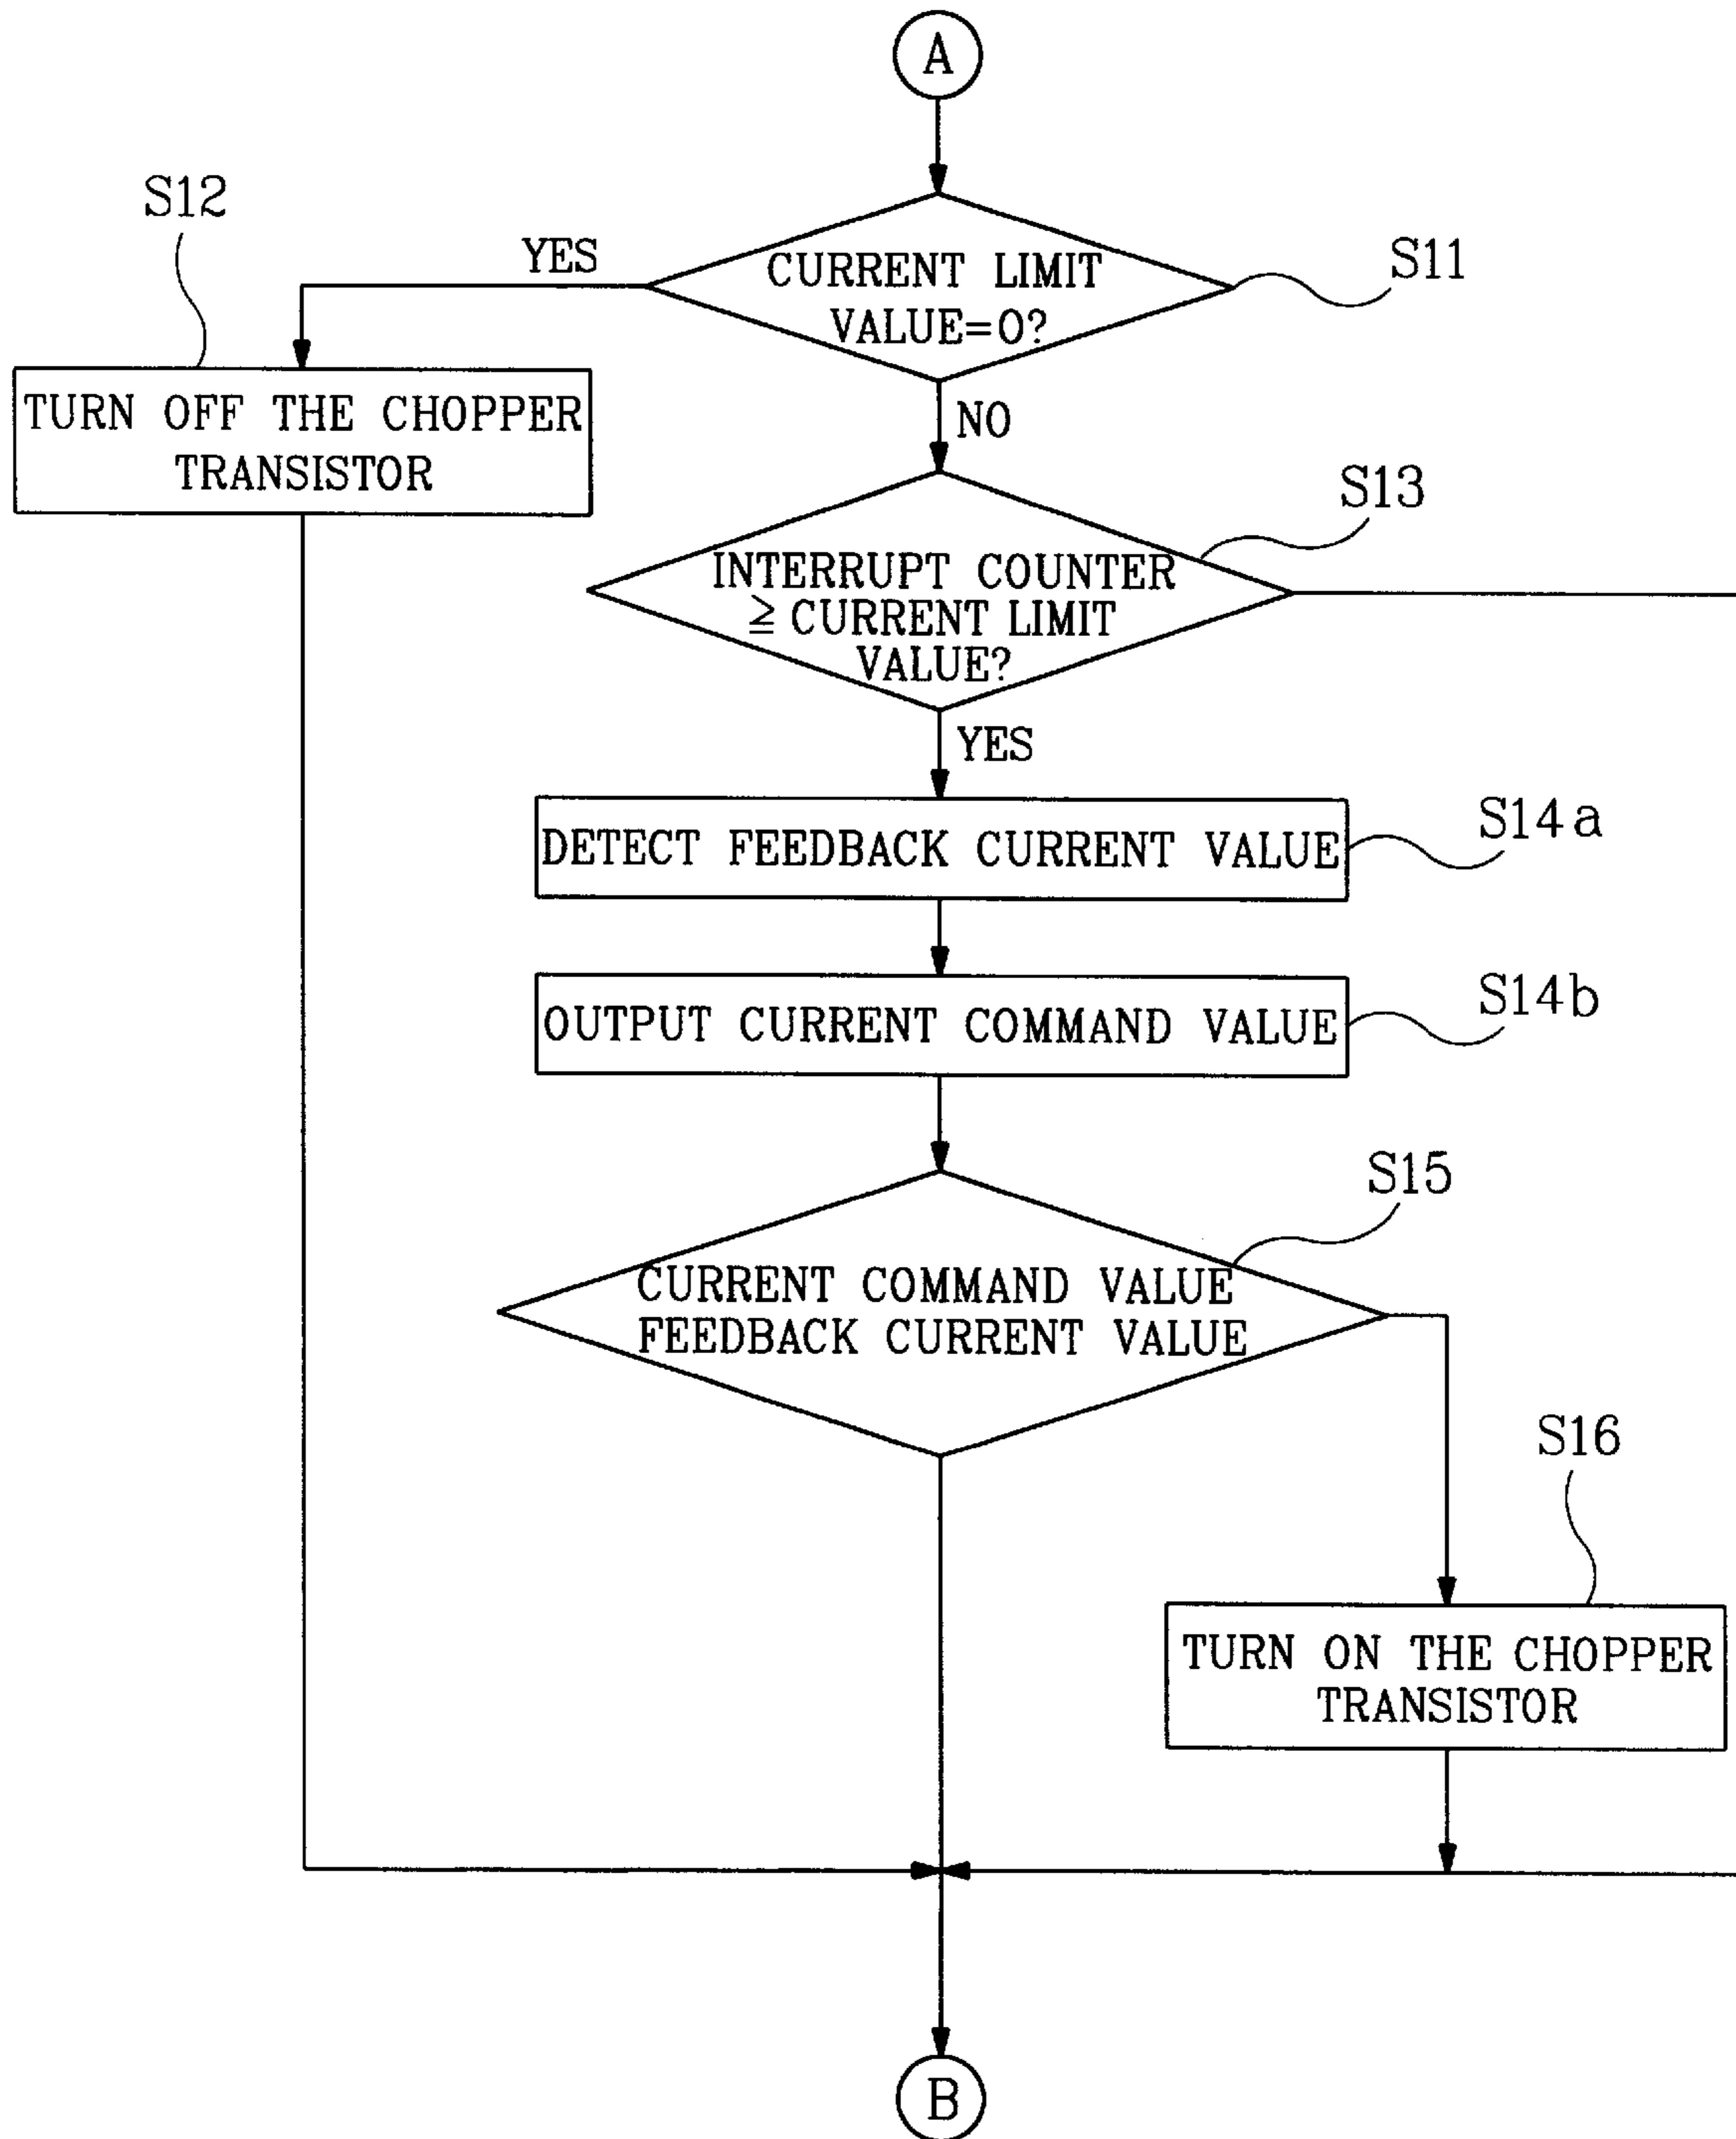 A
S12
YES
CURRENT LIMIT
VALUE=0?
S11
TURN OFF THE CHOPPER
TRANSISTOR
NO
S13
INTERRUPT COUNTER
≧ CURRENT LIMIT
VALUE?
YES
DETECT FEEDBACK CURRENT VALUE
S14a
OUTPUT CURRENT COMMAND VALUE
S14b
S15
CURRENT COMMAND VALUE
FEEDBACK CURRENT VALUE
S16
TURN ON THE CHOPPER
TRANSISTOR
B